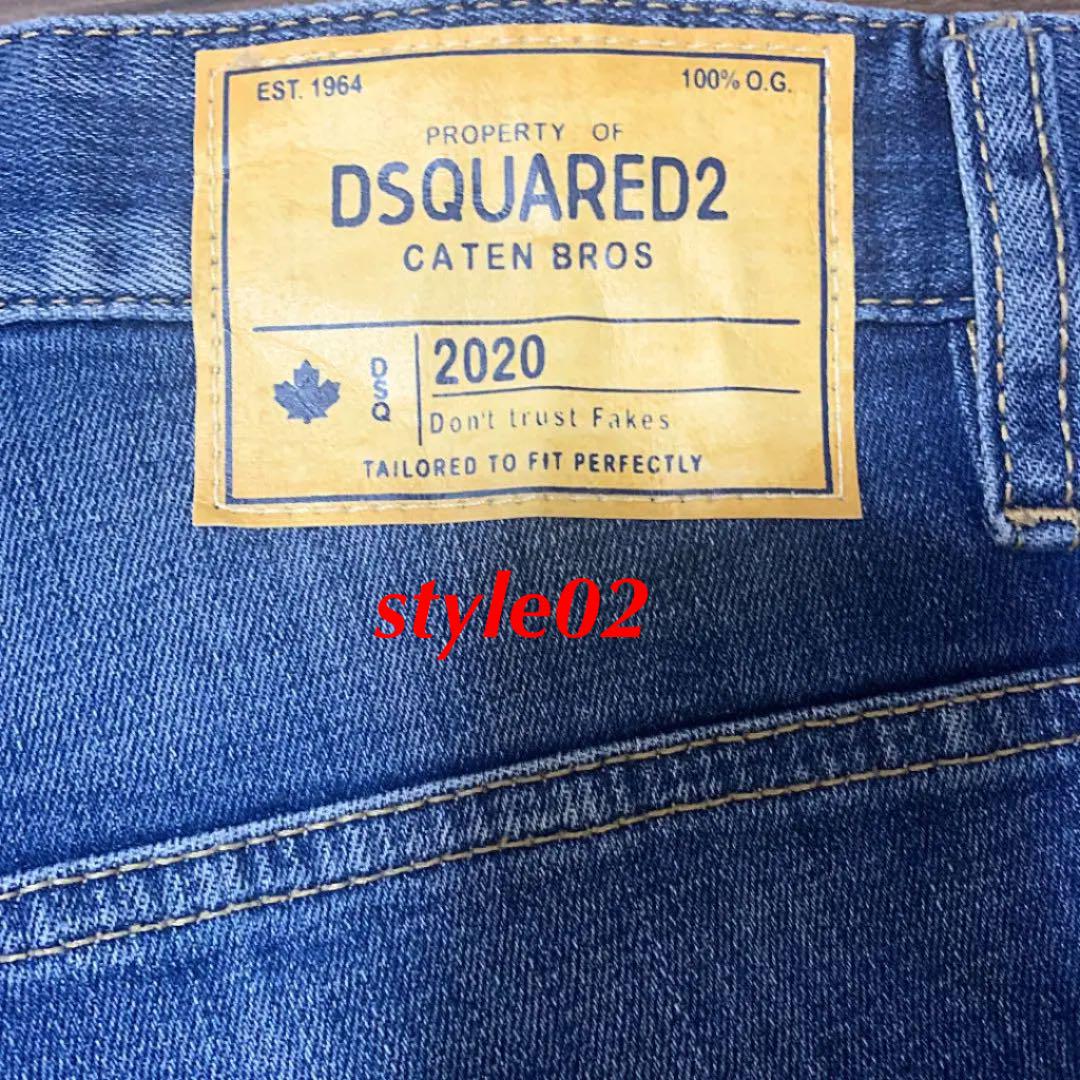 EST. 1964
100% O.G.
PROPERTY OF
DSQUARED2
CATEN BROS
DSQ
2020
Don't trust Fakes
TAILORED TO FIT PERFECTLY
style02